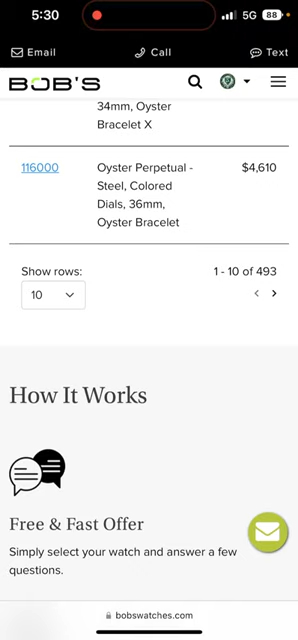 5:30
5G
88
Email
Call
Text
BOB'S
34mm, Oyster
Bracelet X
116000
Oyster Perpetual -
Steel, Colored
Dials, 36mm,
Oyster Bracelet
$4,610
Show rows:
10
1 - 10 of 493
How It Works
Free & Fast Offer
Simply select your watch and answer a few
questions.
bobswatches.com